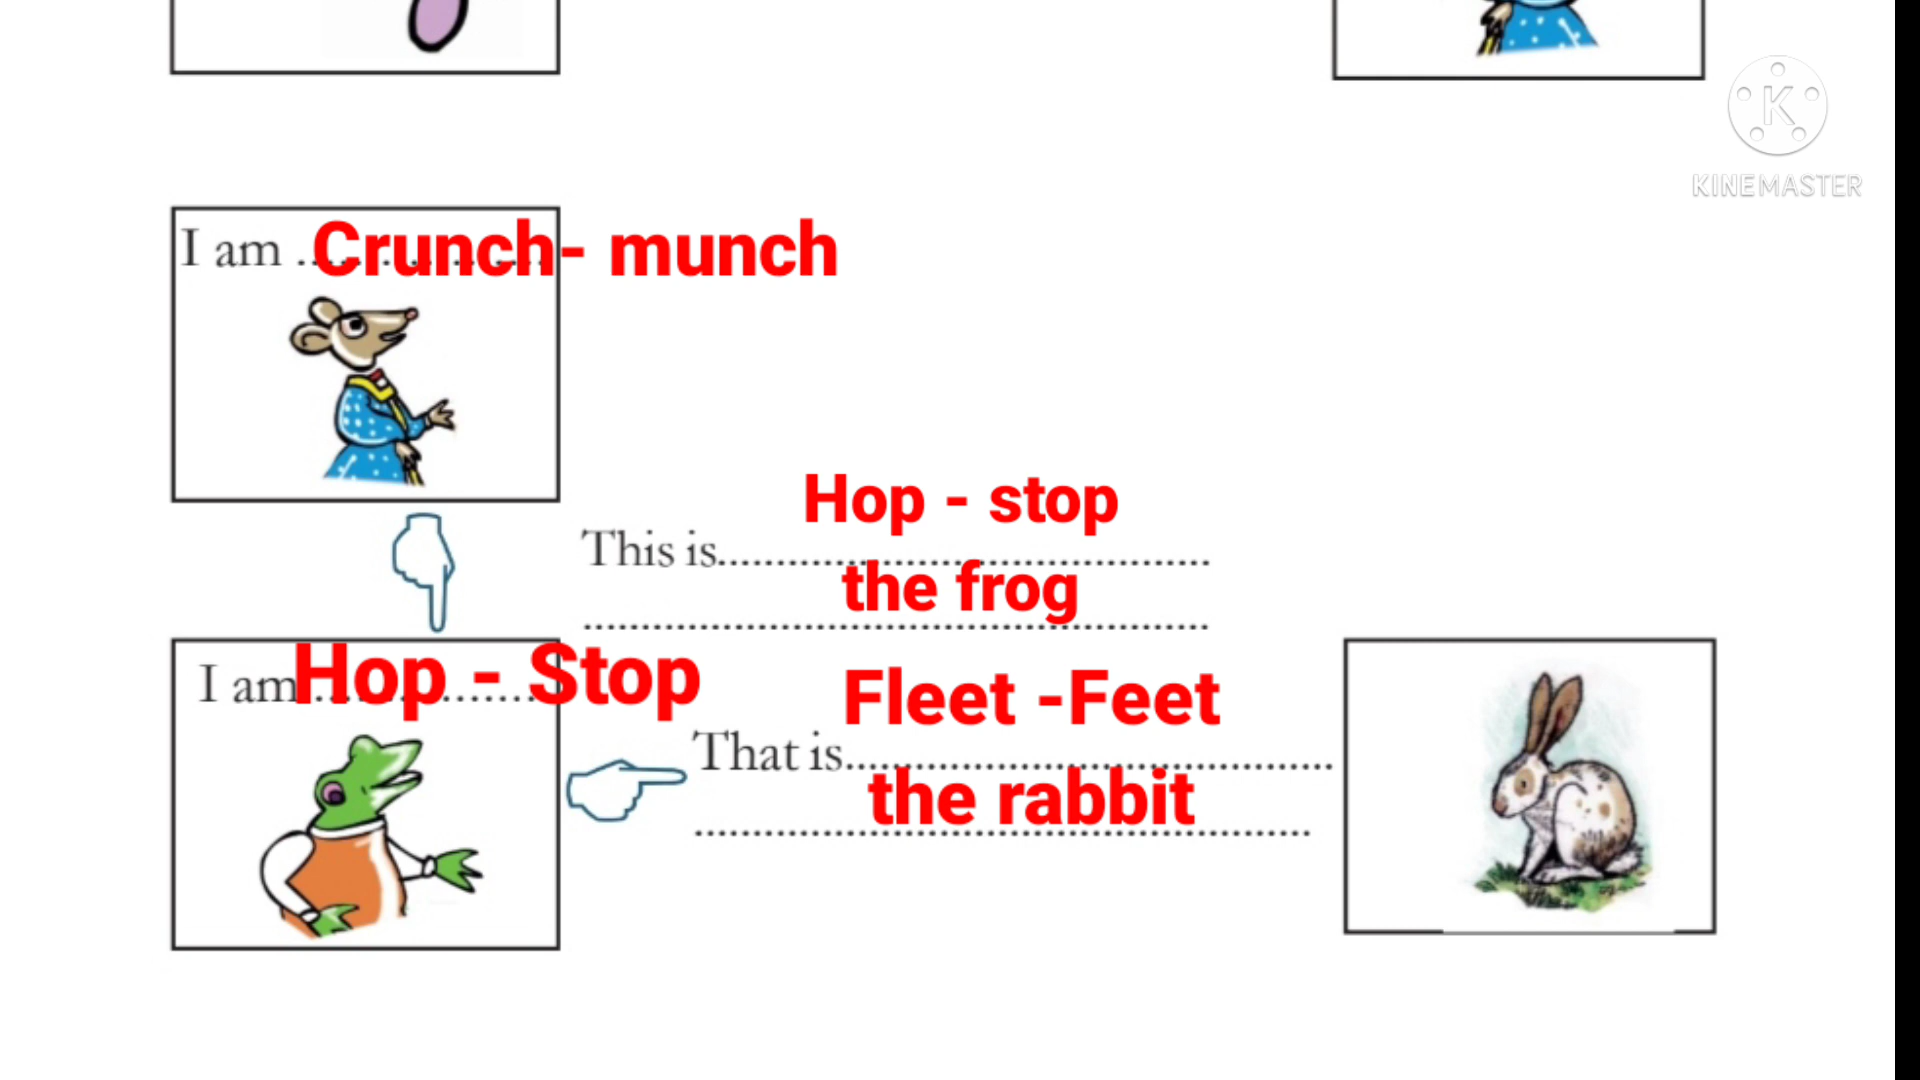 K
KINEMASTER
I am ........ Crunch- munch
Hop - stop
This is..........................................
the frog
I am ........ Hop - Stop
Fleet -Feet
That is..........................................
the rabbit